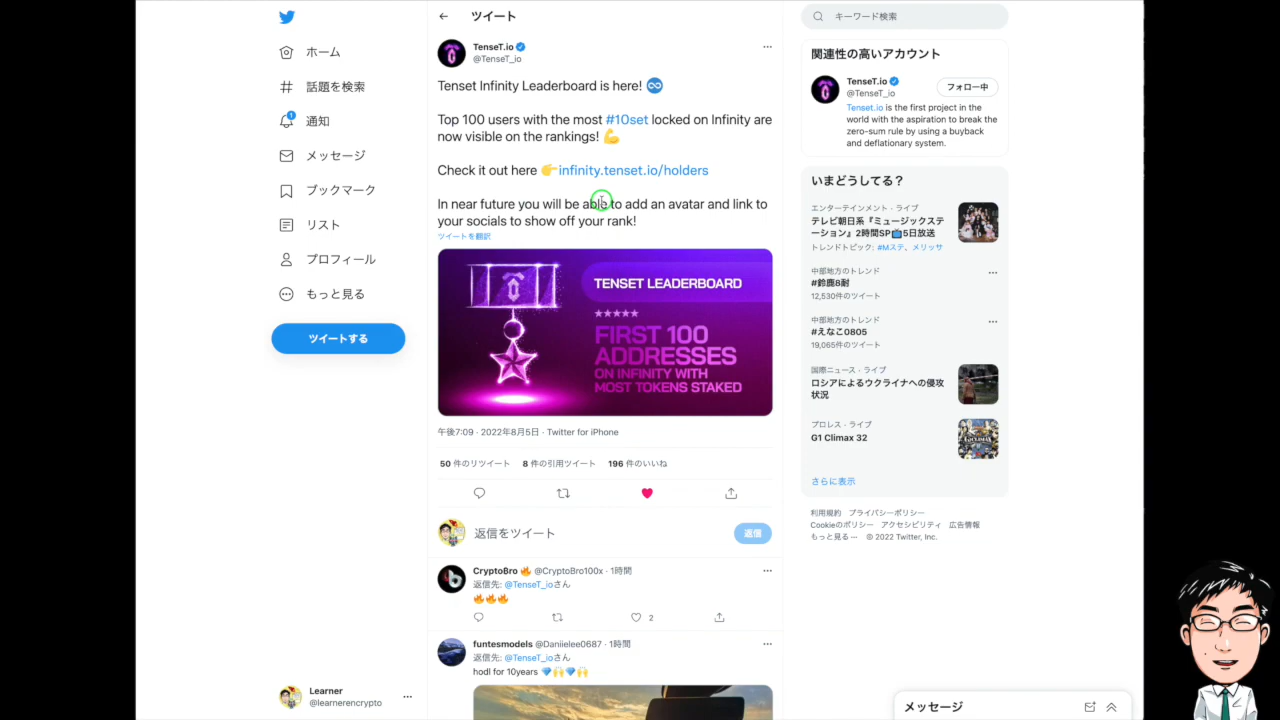 ホーム
話題を検索
1
通知
メッセージ
ブックマーク
リスト
プロフィール
もっと見る
ツイートする
Learner
@learnerencrypto
ツイート
TenseT.io
@TenseT_io
Tenset Infinity Leaderboard is here! ♾️
Top 100 users with the most #10set locked on Infinity are
now visible on the rankings! 💪
Check it out here 👉infinity.tenset.io/holders
In near future you will be able to add an avatar and link to
your socials to show off your rank!
ツイートを翻訳
TENSET LEADERBOARD
★★★★★
FIRST 100
ADDRESSES
ON INFINITY WITH
MOST TOKENS STAKED
午後7:09 · 2022年8月5日 · Twitter for iPhone
50 件のリツイート 8 件の引用ツイート 196 件のいいね
返信をツイート
返信
CryptoBro 🔥 @CryptoBro100x · 1時間
返信先: @TenseT_ioさん
🔥🔥🔥
2
funtesmodels @Daniielee0687 · 1時間
返信先: @TenseT_ioさん
hodl for 10years 💎🙌💎🙌
キーワード検索
関連性の高いアカウント
TenseT.io
@TenseT_io
フォロー中
Tenset.io is the first project in the
world with the aspiration to break the
zero-sum rule by using a buyback
and deflationary system.
いまどうしてる？
エンターテインメント · ライブ
テレビ朝日系『ミュージックステ
ーション』2時間SP📺5日放送
トレンドトピック: #Mステ、メリッサ
中部地方のトレンド
#鈴鹿8耐
12,530件のツイート
中部地方のトレンド
#えなこ0805
19,065件のツイート
国際ニュース · ライブ
ロシアによるウクライナへの侵攻
状況
プロレス · ライブ
G1 Climax 32
さらに表示
利用規約 プライバシーポリシー
Cookieのポリシー アクセシビリティ 広告情報
もっと見る ··· © 2022 Twitter, Inc.
メッセージ